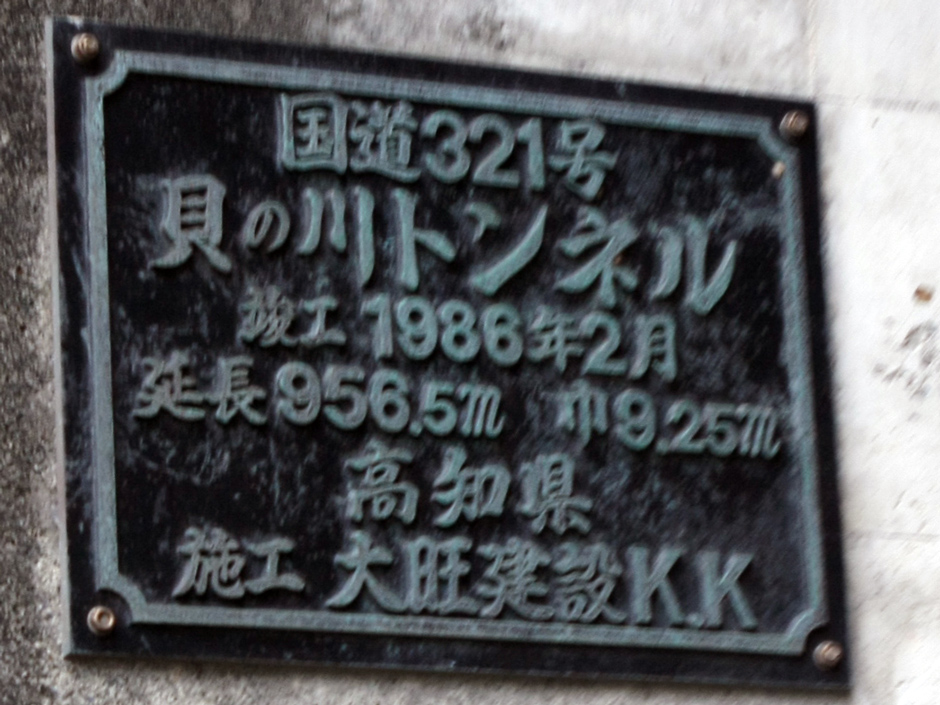 国道321号
貝の川トンネル
竣工 1986年2月
延長 956.5m 巾9.25m
高知県
施工 大旺建設K.K